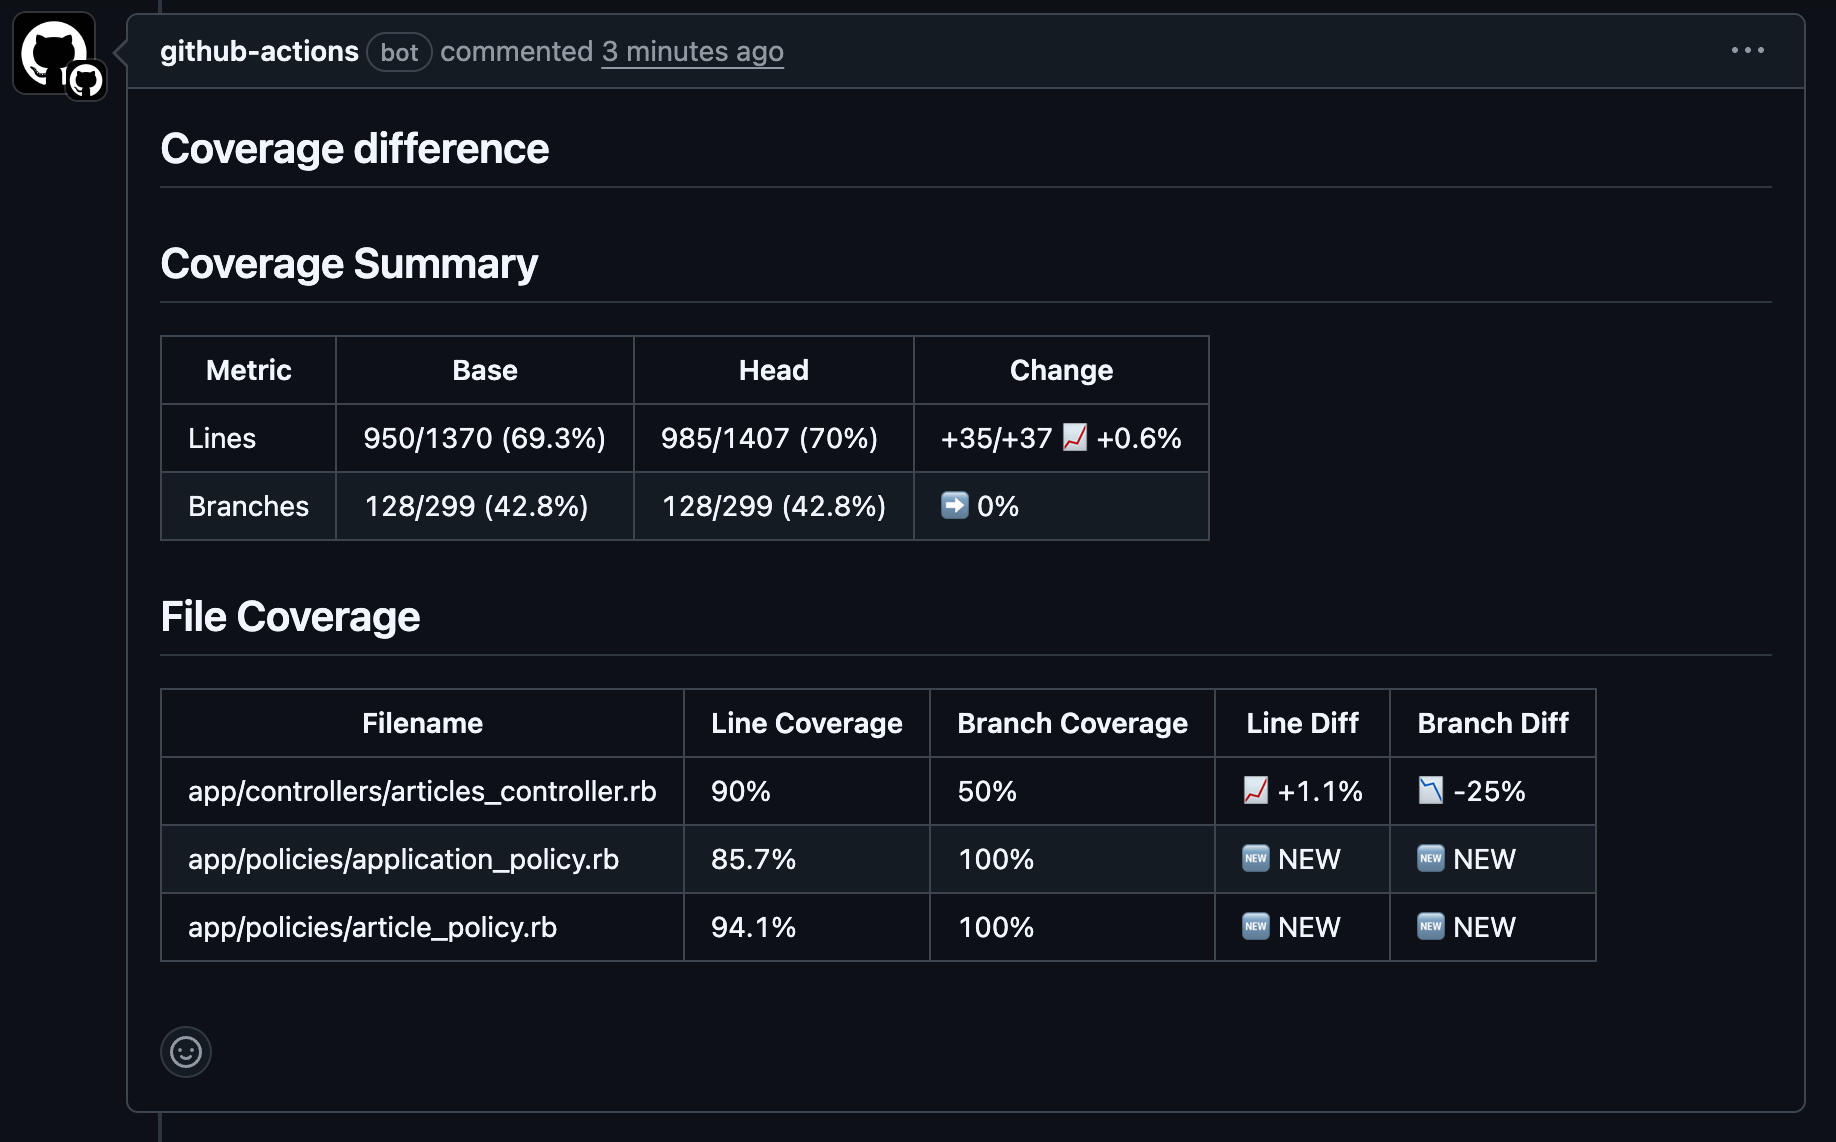 github-actions bot commented 3 minutes ago
Coverage difference
Coverage Summary
Metric Base Head Change
Lines 950/1370 (69.3%) 985/1407 (70%) +35/+37 📈 +0.6%
Branches 128/299 (42.8%) 128/299 (42.8%) ➡️ 0%
File Coverage
Filename Line Coverage Branch Coverage Line Diff Branch Diff
app/controllers/articles_controller.rb 90% 50% 📈 +1.1% 📉 -25%
app/policies/application_policy.rb 85.7% 100% 🆕 NEW 🆕 NEW
app/policies/article_policy.rb 94.1% 100% 🆕 NEW 🆕 NEW